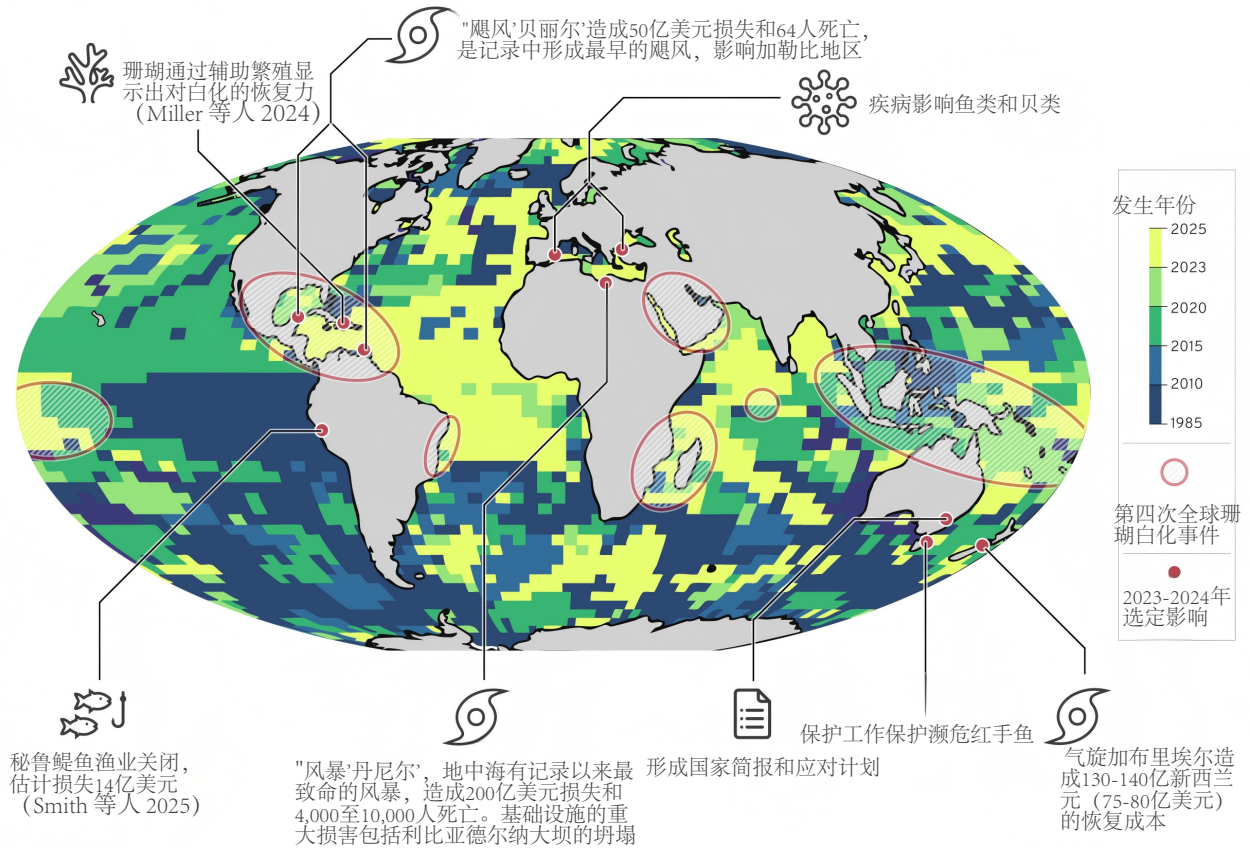 "飓风'贝丽尔'造成50亿美元损失和64人死亡，
是记录中形成最早的飓风，影响加勒比地区
珊瑚通过辅助繁殖显
示出对白化的恢复力
（Miller 等人 2024）
疾病影响鱼类和贝类
发生年份
2025
2023
2020
2015
2010
1985
第四次全球珊
瑚白化事件
2023-2024年
选定影响
秘鲁鳀鱼渔业关闭，
估计损失14亿美元
（Smith 等人 2025）
"风暴'丹尼尔'，地中海有记录以来最
致命的风暴，造成200亿美元损失和
4,000至10,000人死亡。基础设施的重
大损害包括利比亚德尔纳大坝的坍塌
形成国家简报和应对计划
保护工作保护濒危红手鱼
气旋加布里埃尔造
成130-140亿新西兰
元（75-80亿美元）
的恢复成本